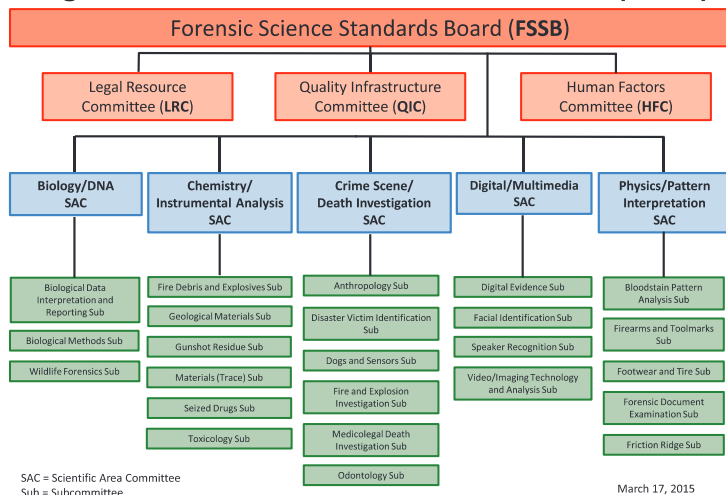 Forensic Science Standards Board (FSSB)
Legal Resource
Committee (LRC)
Quality Infrastructure
Committee (QIC)
Human Factors
Committee (HFC)
Biology/DNA
SAC
Chemistry/
Instrumental Analysis
SAC
Crime Scene/
Death Investigation
SAC
Digital/Multimedia
SAC
Physics/Pattern
Interpretation
SAC
Biological Data
Interpretation and
Reporting Sub
Biological Methods Sub
Wildlife Forensics Sub
Fire Debris and Explosives Sub
Geological Materials Sub
Gunshot Residue Sub
Materials (Trace) Sub
Seized Drugs Sub
Toxicology Sub
Anthropology Sub
Disaster Victim Identification
Sub
Dogs and Sensors Sub
Fire and Explosion
Investigation Sub
Medicolegal Death
Investigation Sub
Odontology Sub
Digital Evidence Sub
Facial Identification Sub
Speaker Recognition Sub
Video/Imaging Technology
and Analysis Sub
Bloodstain Pattern
Analysis Sub
Firearms and Toolmarks
Sub
Footwear and Tire Sub
Forensic Document
Examination Sub
Friction Ridge Sub
SAC = Scientific Area Committee
Sub = Subcommittee
March 17, 2015